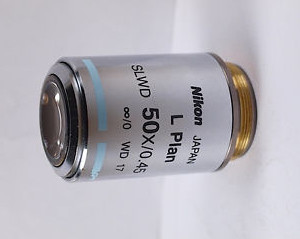 Nikon JAPAN
L Plan
SLWD 50X/0.45
∞/0 WD 17